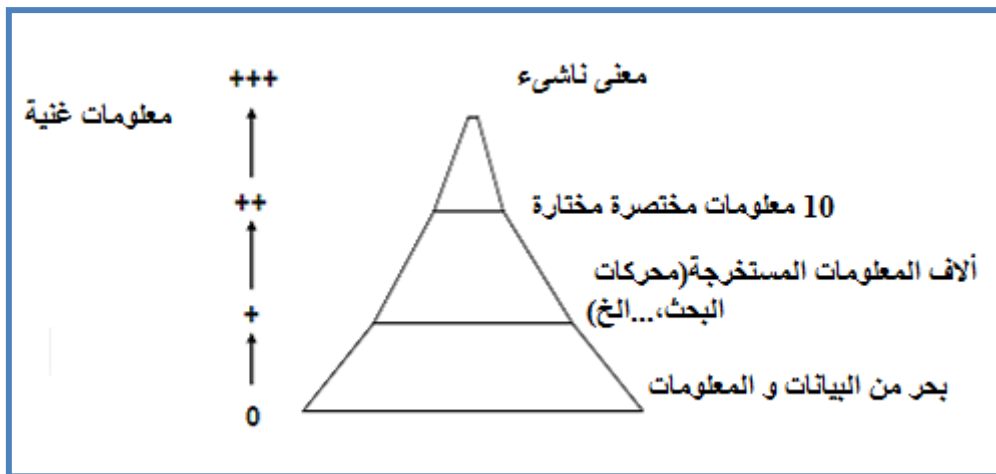 معنى ناشىء
+++
معلومات غنية
10 معلومات مختصرة مختارة
++
ألاف المعلومات المستخرجة(محركات
البحث،...الخ)
+
بحر من البيانات و المعلومات
0